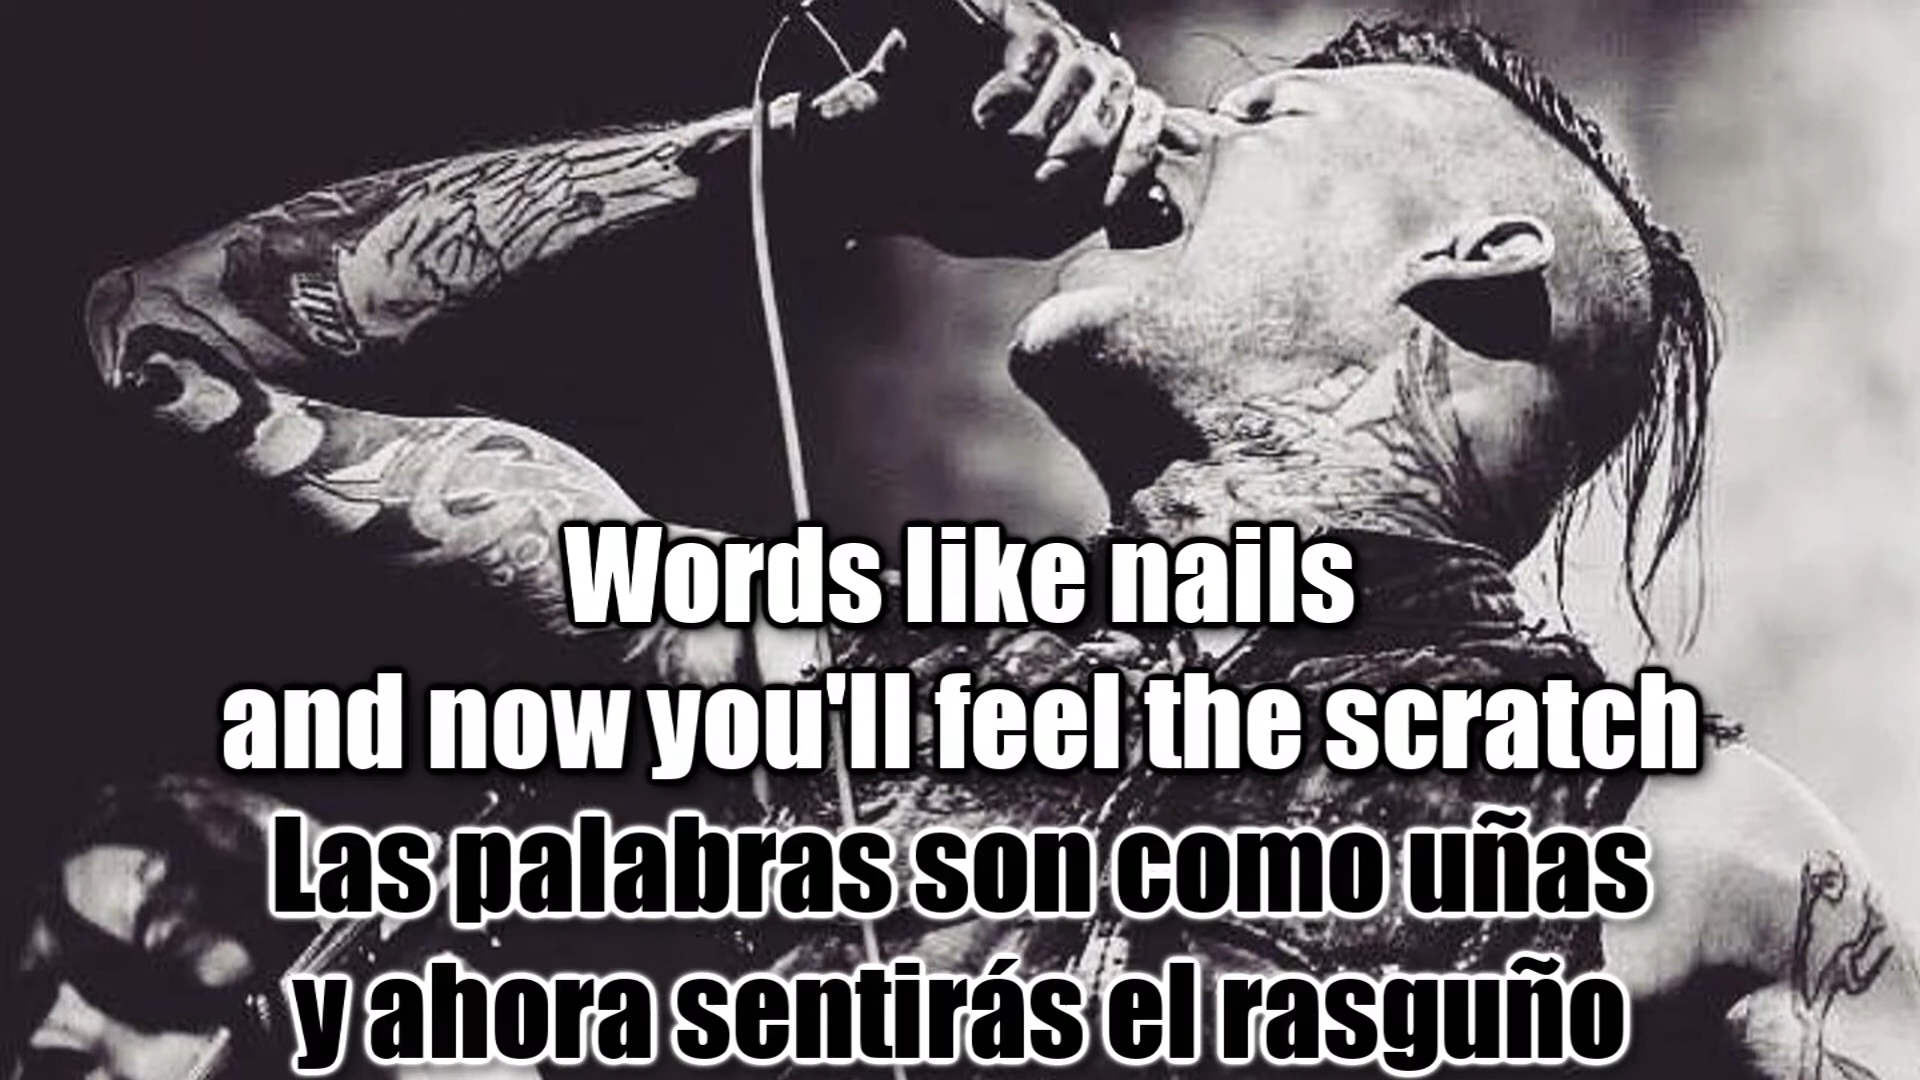 Words like nails
and now you'll feel the scratch
Las palabras son como uñas
y ahora sentirás el rasguño